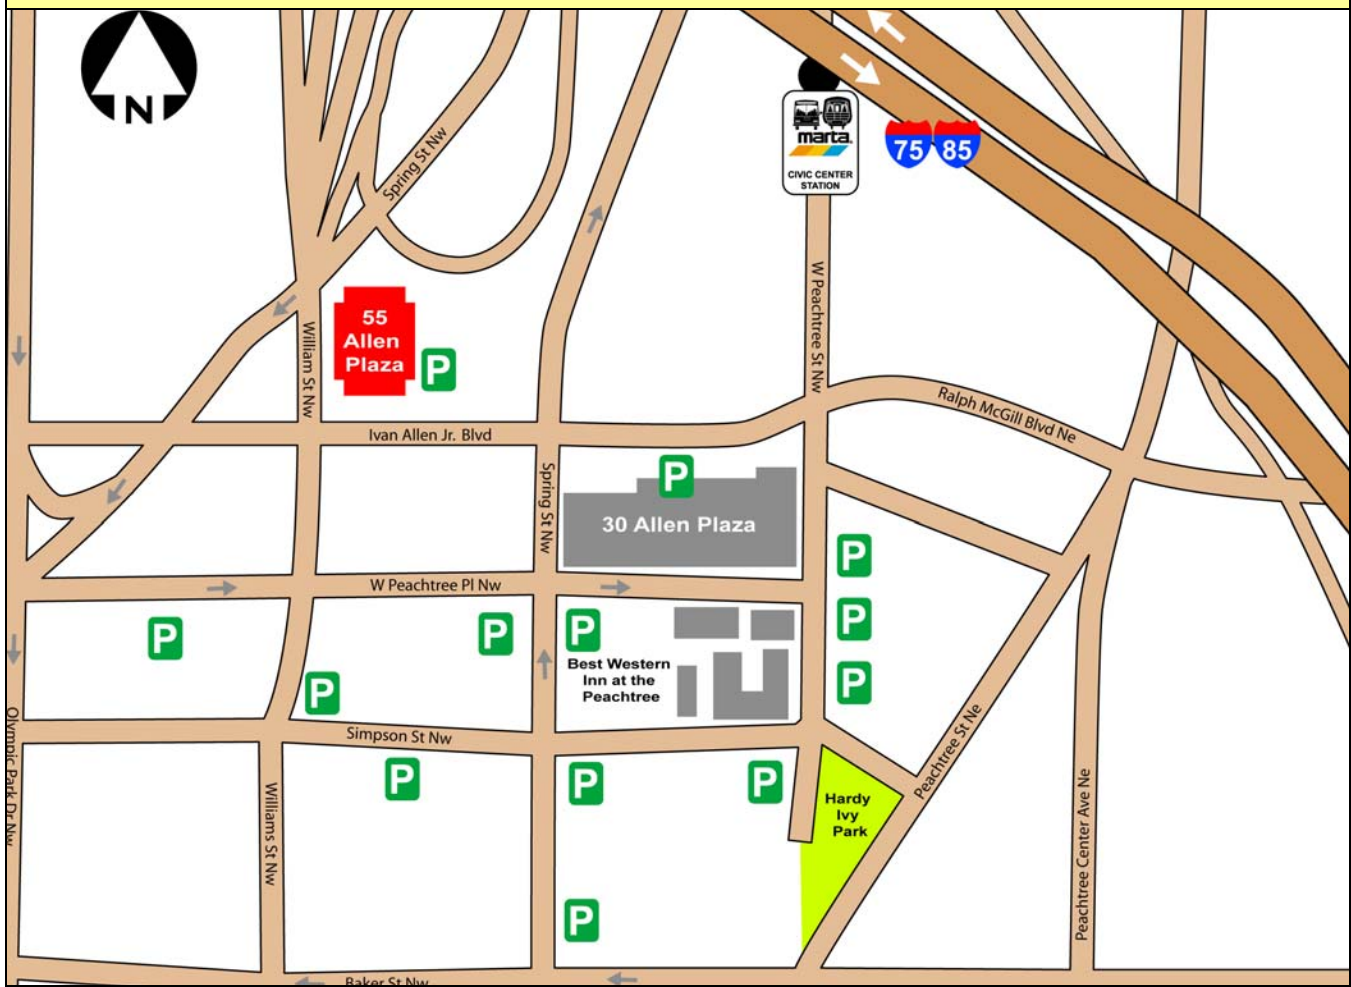 N
Spring St Nw
marta
CIVIC CENTER
STATION
75
85
55
Allen
Plaza
P
William St Nw
W Peachtree St Nw
Ralph McGill Blvd Ne
Ivan Allen Jr. Blvd
P
Spring St Nw
30 Allen Plaza
P
W Peachtree Pl Nw
P
P
P
P
Best Western
Inn at the
Peachtree
P
P
P
Olympic Park Dr Nw
Simpson St Nw
Peachtree St Ne
P
P
P
Hardy
Ivy
Park
Williams St Nw
Peachtree Center Ave Ne
P
Baker St Nw